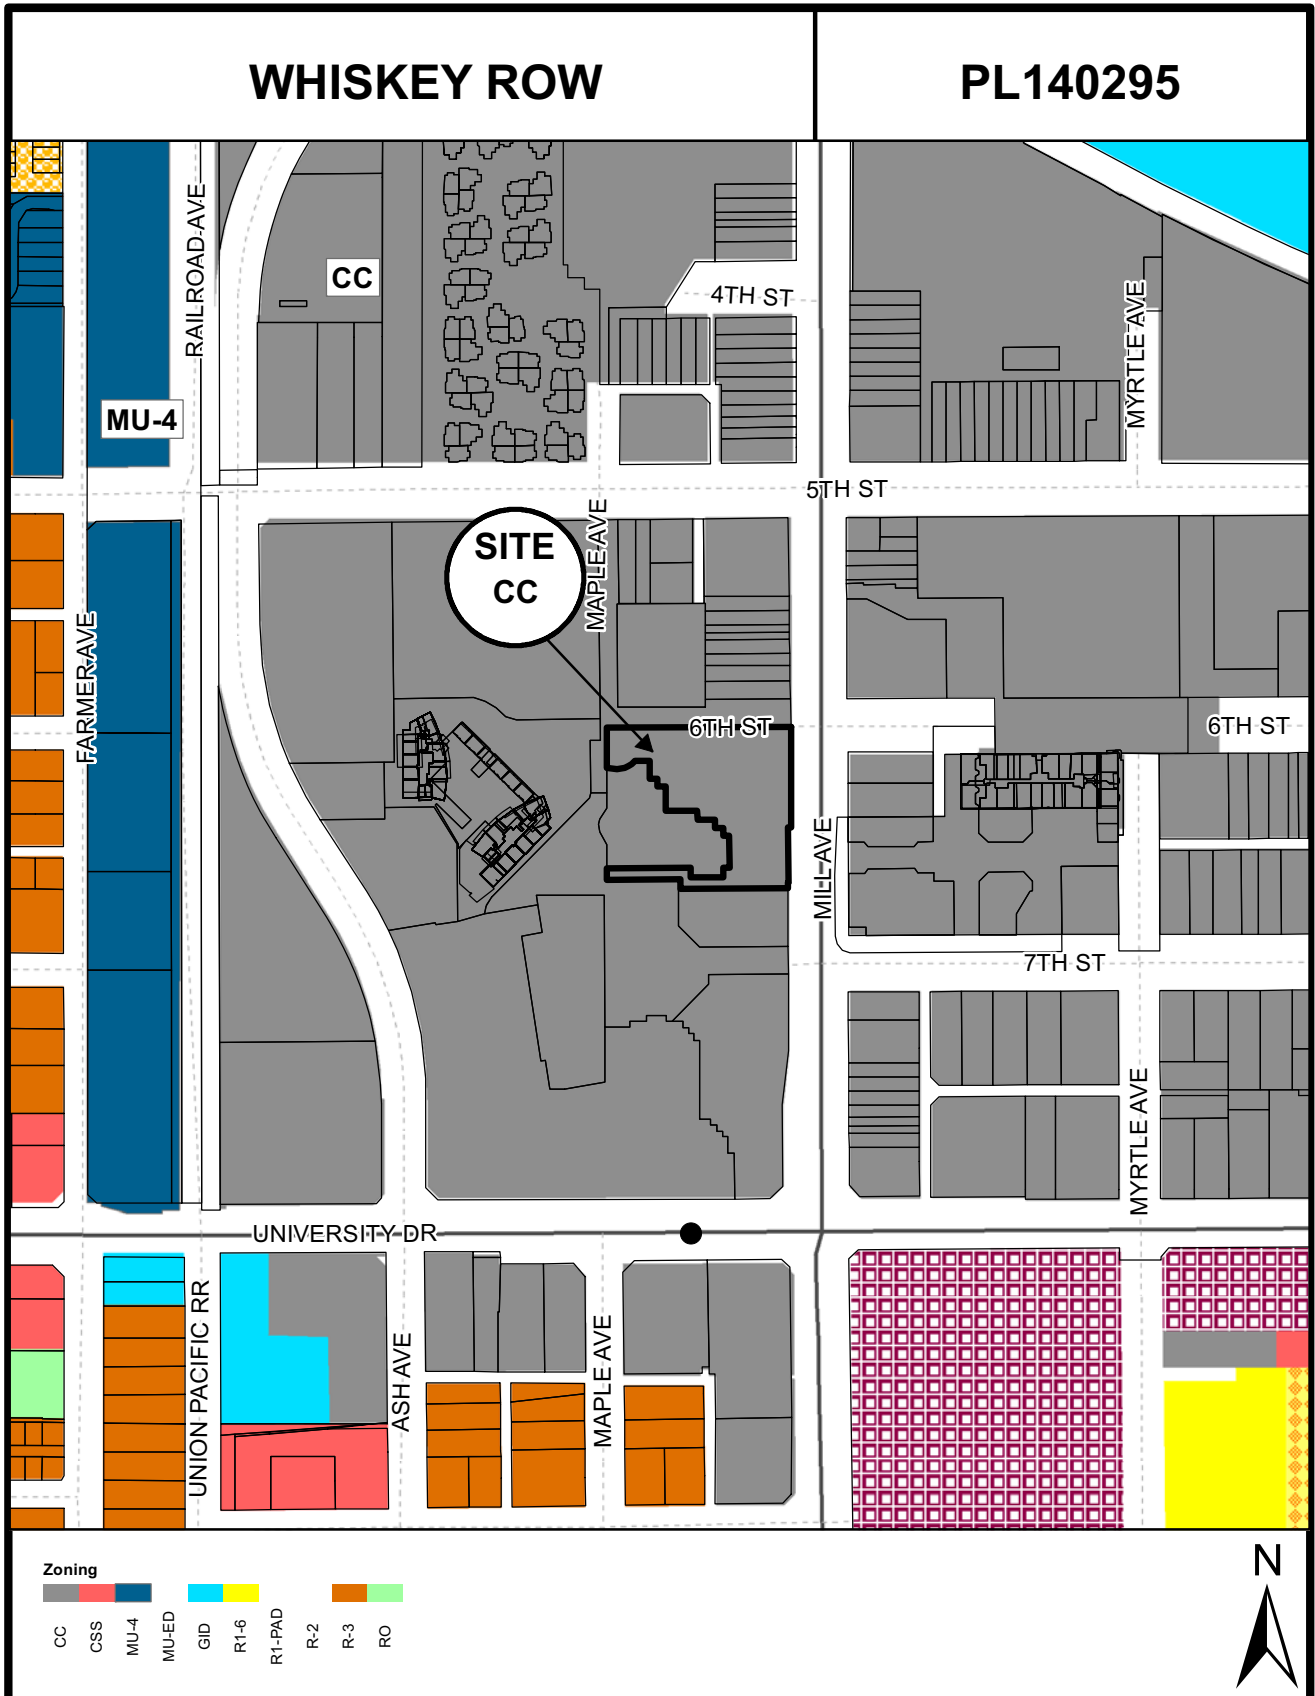 WHISKEY ROW
PL140295
RAILROAD AVE
CC
4TH ST
MYRTLE AVE
MU-4
5TH ST
SITE
CC
MAPLE AVE
FARMER AVE
6TH ST
6TH ST
MILL AVE
7TH ST
MYRTLE AVE
UNIVERSITY DR
UNION PACIFIC RR
ASH AVE
MAPLE AVE
Zoning
CC
CSS
MU-4
MU-ED
GID
R1-6
R1-PAD
R-2
R-3
RO
N